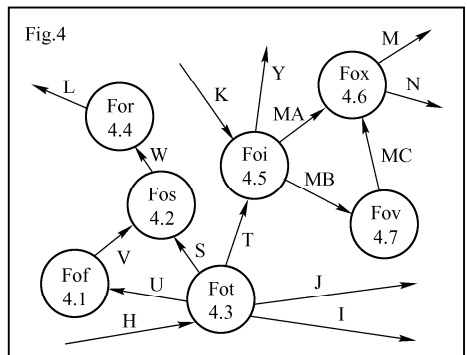 Fig.4
M
Y
L
K
MA
Fox
4.6
N
For
4.4
Foi
4.5
MC
W
MB
Fos
4.2
Fov
4.7
V
S
T
Fof
4.1
U
Fot
4.3
J
I
H